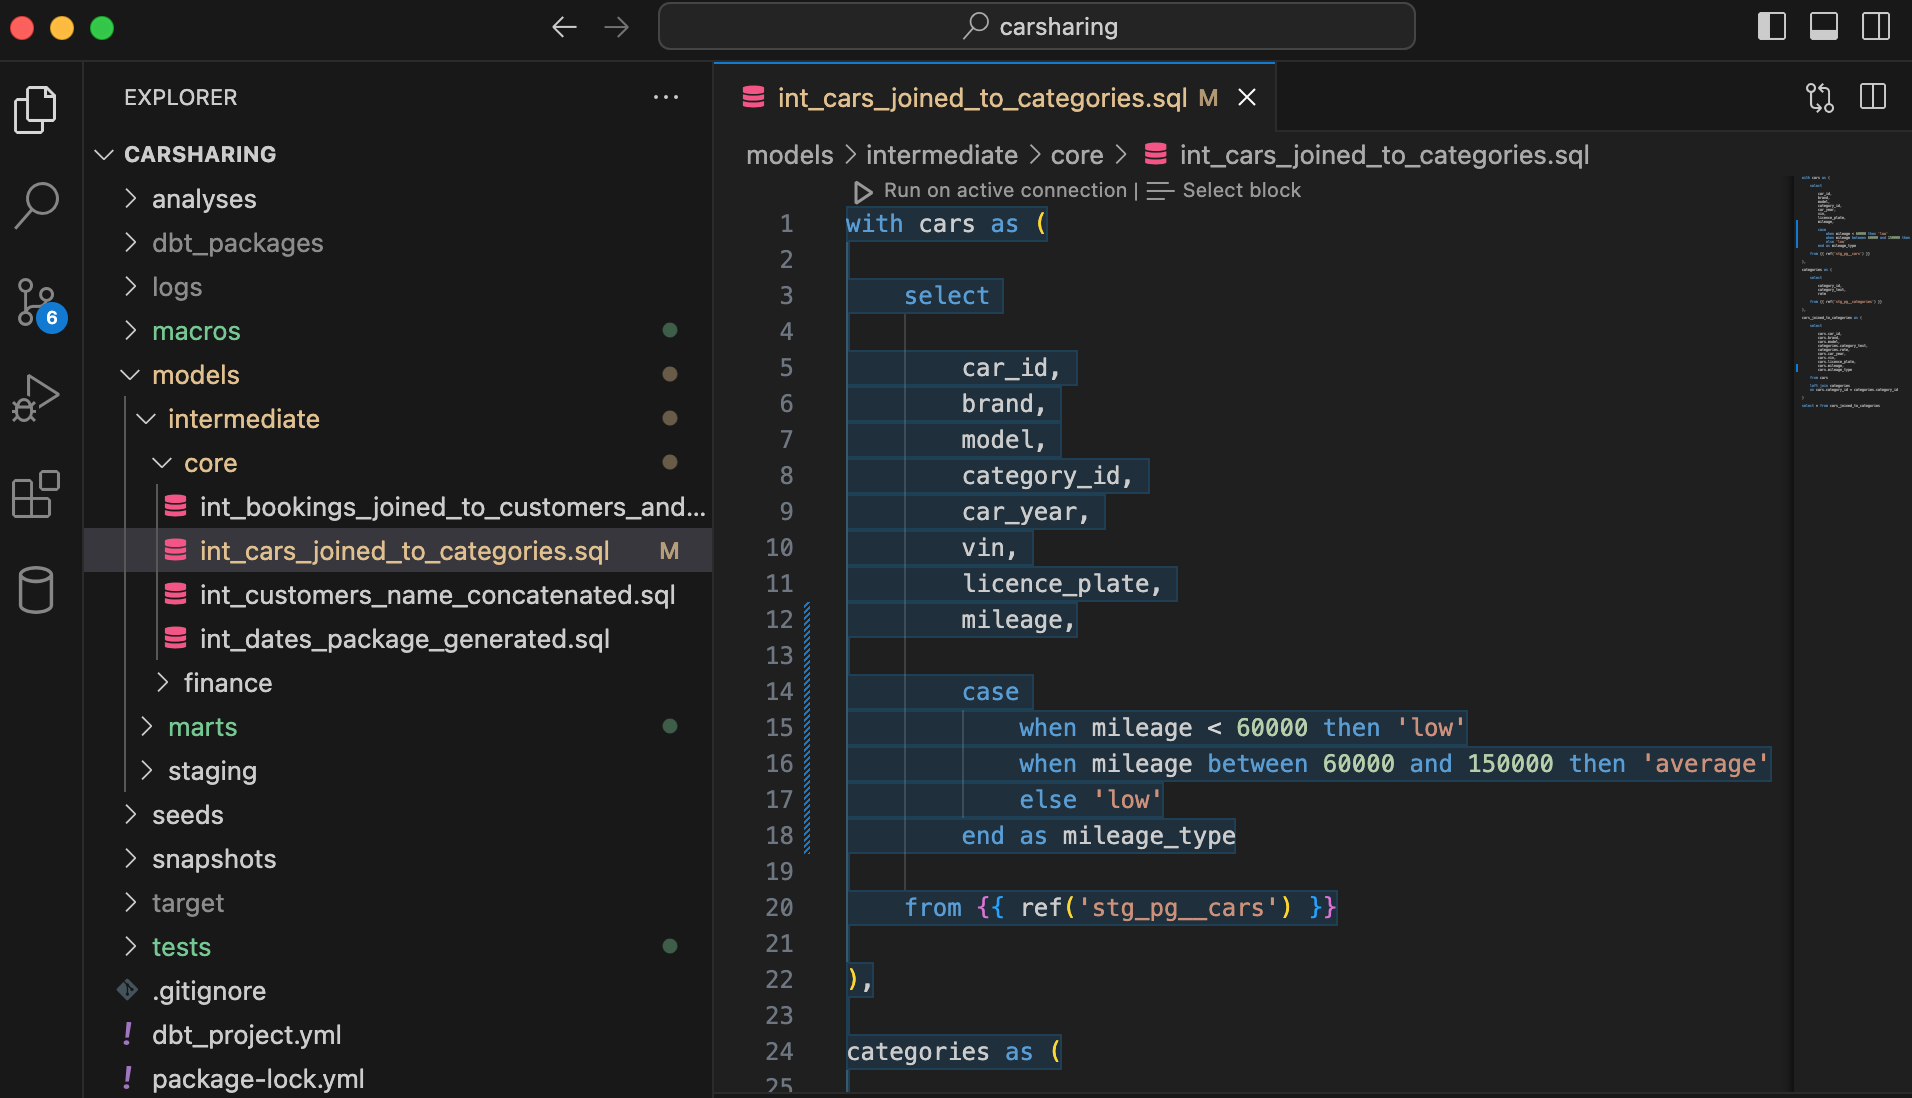 carsharing
EXPLORER
CARSHARING
analyses
dbt_packages
logs
macros
models
intermediate
core
int_bookings_joined_to_customers_and...
int_cars_joined_to_categories.sql M
int_customers_name_concatenated.sql
int_dates_package_generated.sql
finance
marts
staging
seeds
snapshots
target
tests
.gitignore
! dbt_project.yml
! package-lock.yml
6
int_cars_joined_to_categories.sql M
models > intermediate > core > int_cars_joined_to_categories.sql
Run on active connection | Select block
1 with cars as (
2
3 select
4
5 car_id,
6 brand,
7 model,
8 category_id,
9 car_year,
10 vin,
11 licence_plate,
12 mileage,
13
14 case
15 when mileage < 60000 then 'low'
16 when mileage between 60000 and 150000 then 'average'
17 else 'low'
18 end as mileage_type
19
20 from {{ ref('stg_pg__cars') }}
21
22 ),
23
24 categories as (
25